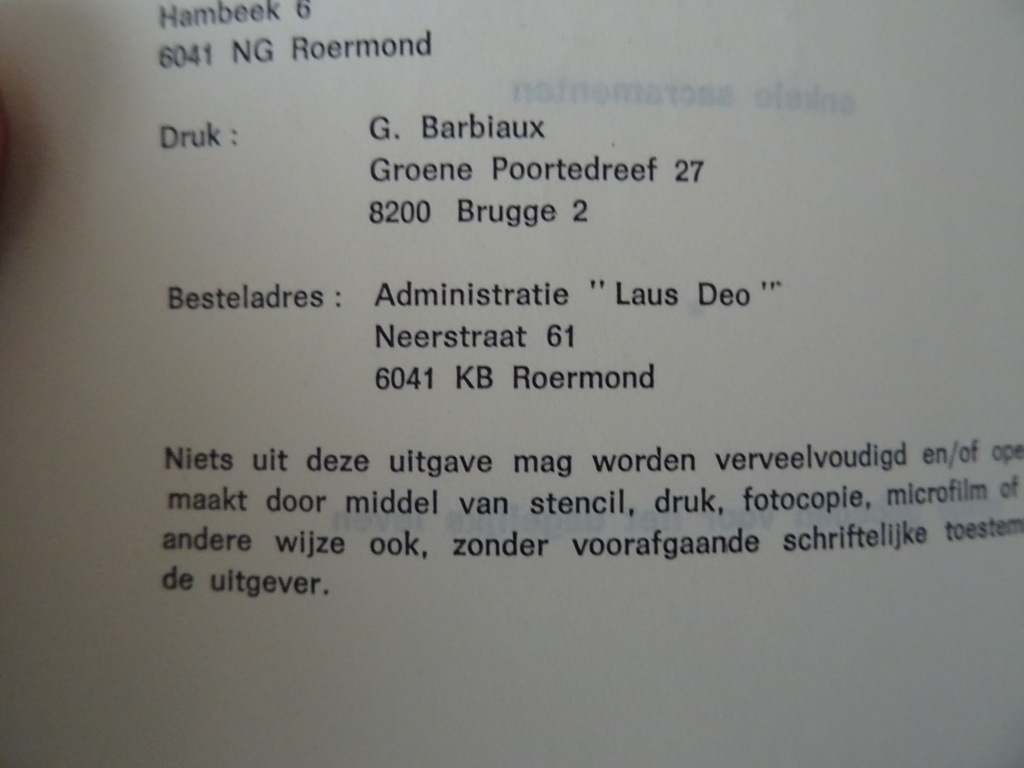 Hambeek 6
6041 NG Roermond
Druk : G. Barbiaux
Groene Poortedreef 27
8200 Brugge 2
Besteladres : Administratie "Laus Deo"
Neerstraat 61
6041 KB Roermond
Niets uit deze uitgave mag worden verveelvoudigd en/of ope
maakt door middel van stencil, druk, fotocopie, microfilm of
andere wijze ook, zonder voorafgaande schriftelijke toestem
de uitgever.